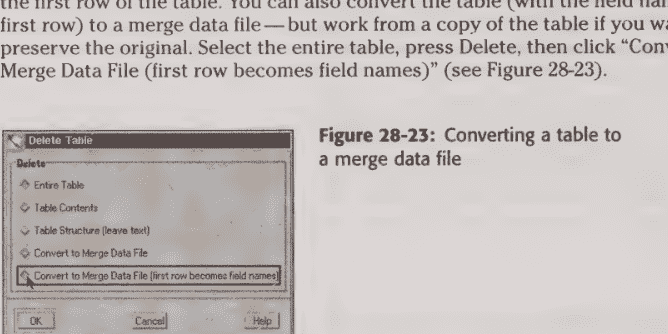 the first row of the table. You can also convert the table (with the field
first row) to a merge data file—but work from a copy of the table if you
preserve the original. Select the entire table, press Delete, then click
Merge Data File (first row becomes field names)” (see Figure 28-23).
Delete Table
Delete
Entire Table
Table Contents
Table Structure (leave text)
Convert to Merge Data File
Convert to Merge Data File (first row becomes field names)
OK Cancel Help
Figure 28-23: Converting a table to
a merge data file